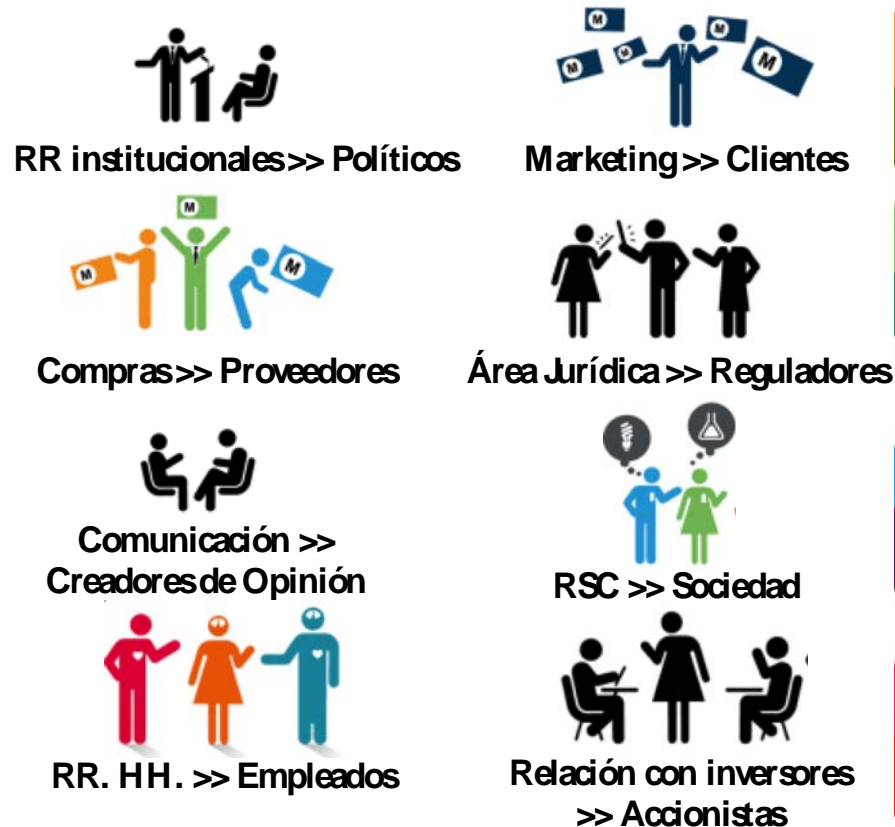 M M M M M
RR institucionales >> Políticos
Marketing >> Clientes
M M M
Compras >> Proveedores
Área Jurídica >> Reguladores
Comunicación >>
Creadores de Opinión
RSC >> Sociedad
RR. HH. >> Empleados
Relación con inversores
>> Accionistas